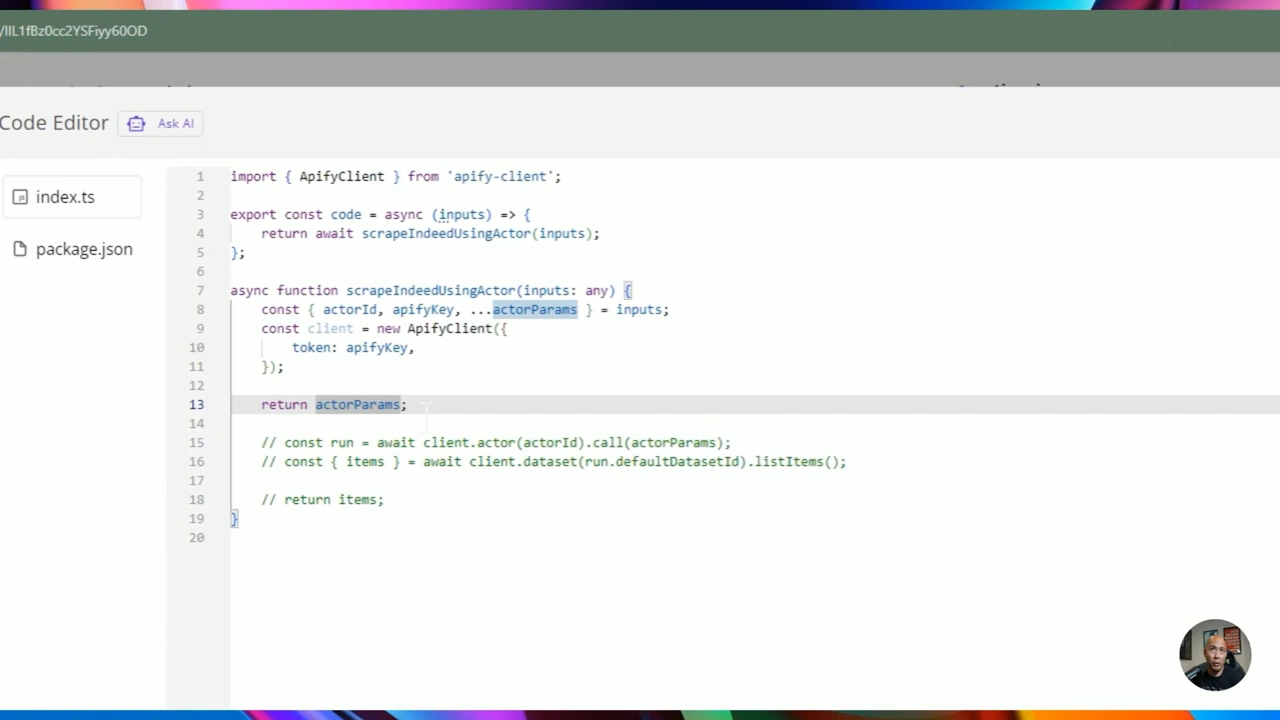 /lIL1fBz0cc2YSFiyy60OD
Code Editor
Ask AI
index.ts
package.json
1 import { ApifyClient } from 'apify-client';
2
3 export const code = async (inputs) => {
4 return await scrapeIndeedUsingActor(inputs);
5 };
6
7 async function scrapeIndeedUsingActor(inputs: any) {
8 const { actorId, apifyKey, ...actorParams } = inputs;
9 const client = new ApifyClient({
10 token: apifyKey,
11 });
12
13 return actorParams;
14
15 // const run = await client.actor(actorId).call(actorParams);
16 // const { items } = await client.dataset(run.defaultDatasetId).listItems();
17
18 // return items;
19 }
20